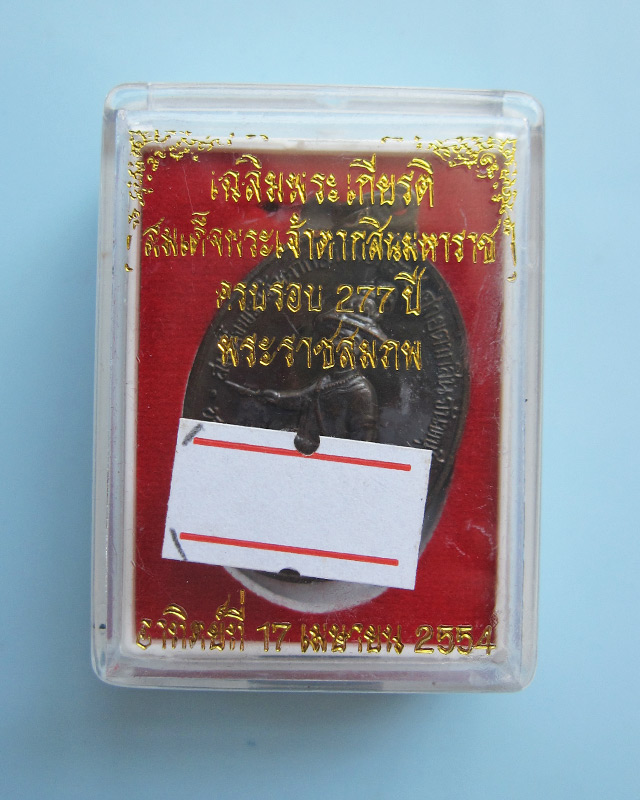 เฉลิมพระเกียรติ
สมเด็จพระเจ้าตากสินมหาราช
ครบรอบ 277 ปี
พระราชสมภพ
อาทิตย์ที่ 17 เมษายน 2554